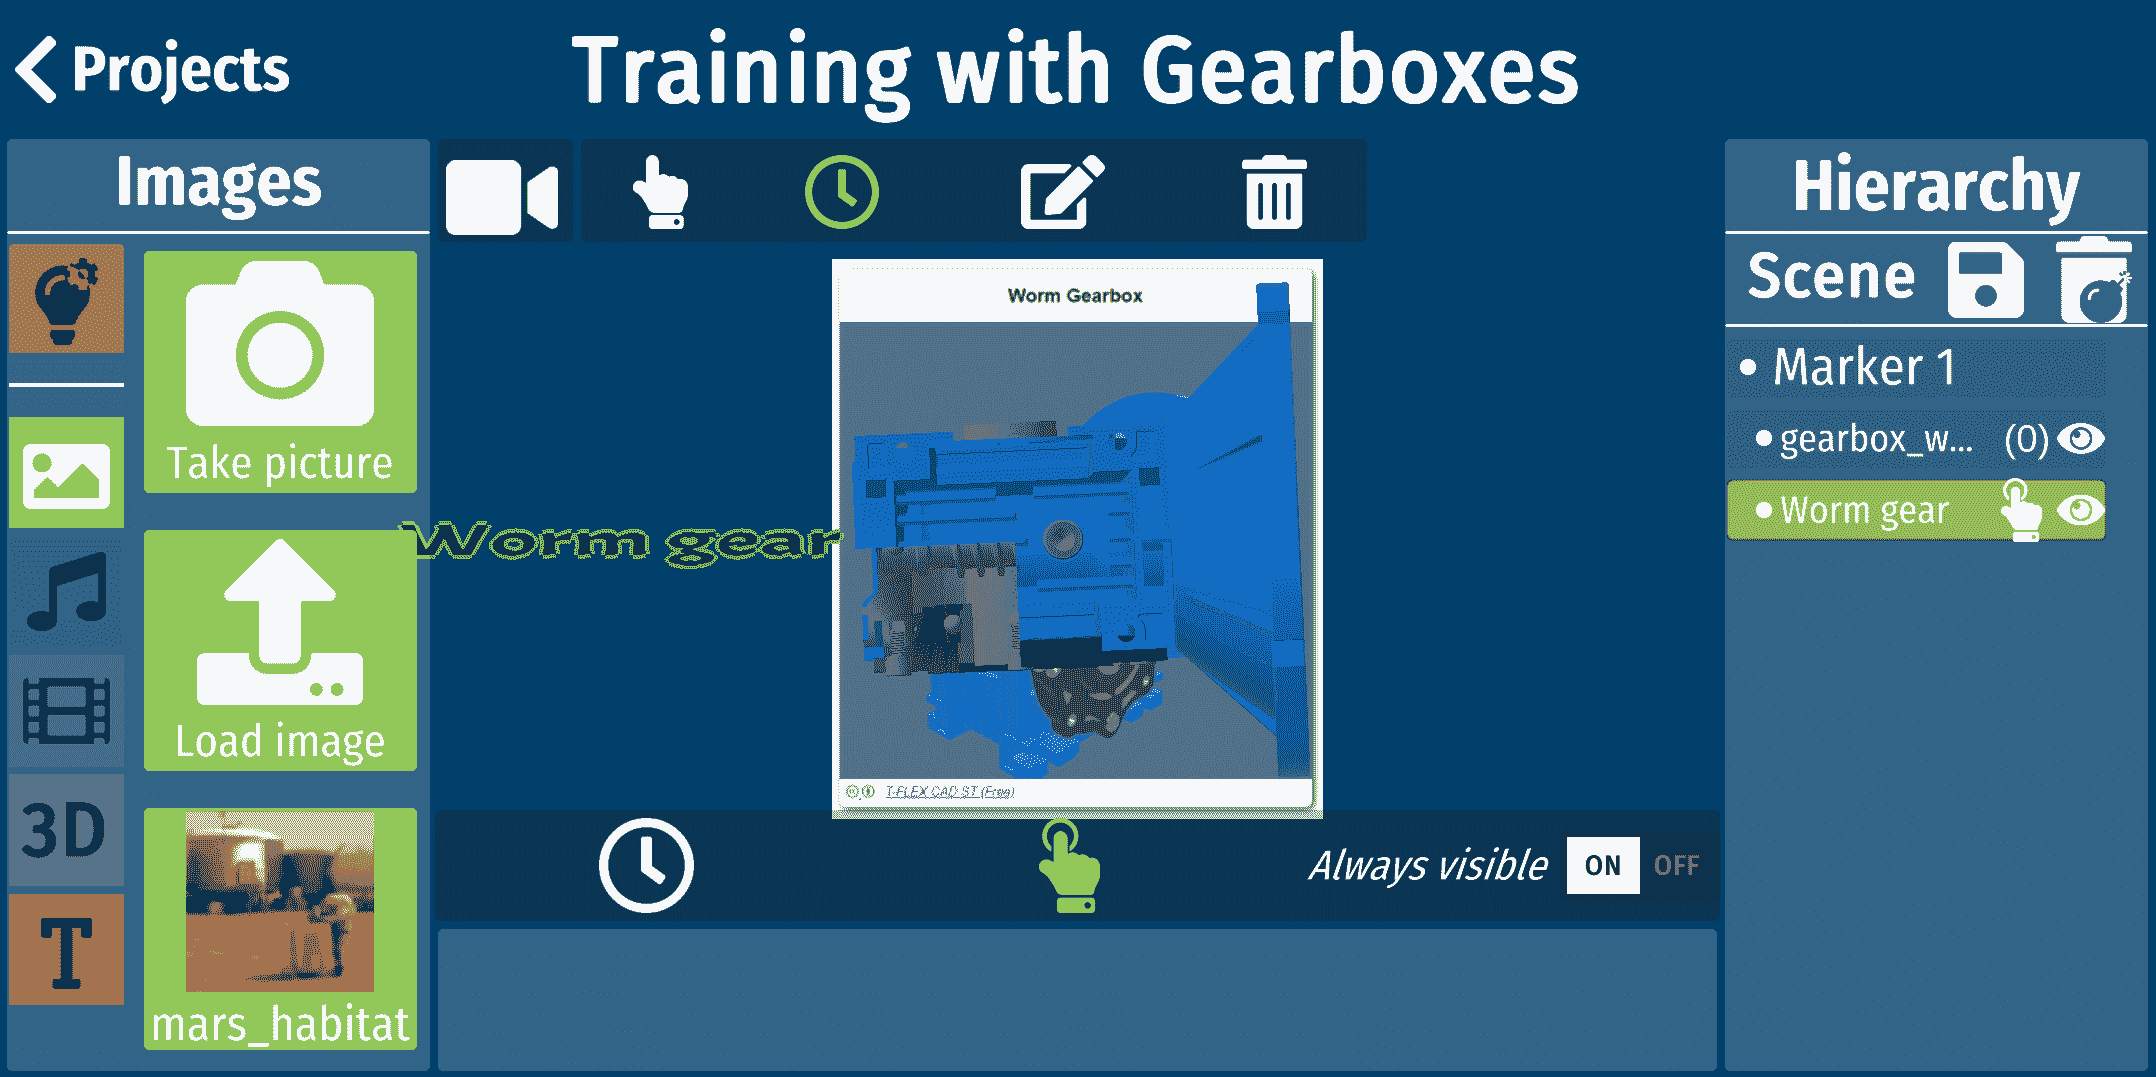 Projects
Training with Gearboxes
Images
Take picture
Load image
mars_habitat
3D
T
Worm Gearbox
Worm gear
T-FLEX CAD ST (Free)
Always visible ON OFF
Hierarchy
Scene
• Marker 1
• gearbox_w... (0)
• Worm gear